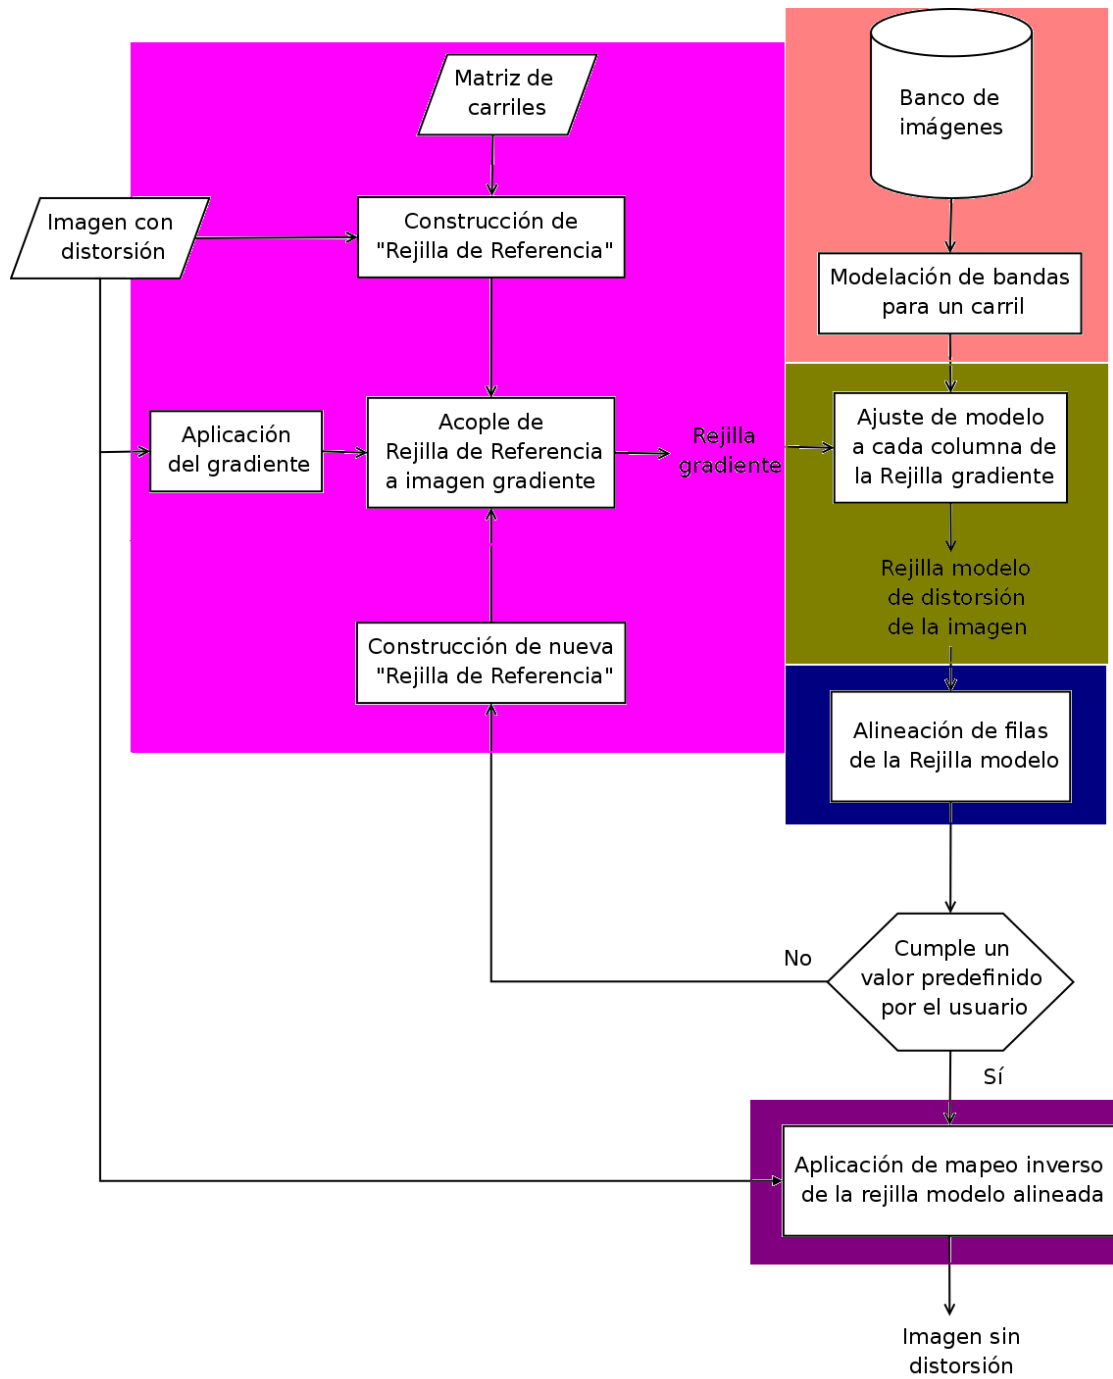 Matriz de
carriles
Banco de
imágenes
Imagen con
distorsión
Construcción de
"Rejilla de Referencia"
Modelación de bandas
para un carril
Aplicación
del gradiente
Acople de
Rejilla de Referencia
a imagen gradiente
Rejilla
gradiente
Ajuste de modelo
a cada columna de
la Rejilla gradiente
Rejilla modelo
de distorsión
de la imagen
Construcción de nueva
"Rejilla de Referencia"
Alineación de filas
de la Rejilla modelo
No
Cumple un
valor predefinido
por el usuario
Sí
Aplicación de mapeo inverso
de la rejilla modelo alineada
Imagen sin
distorsión